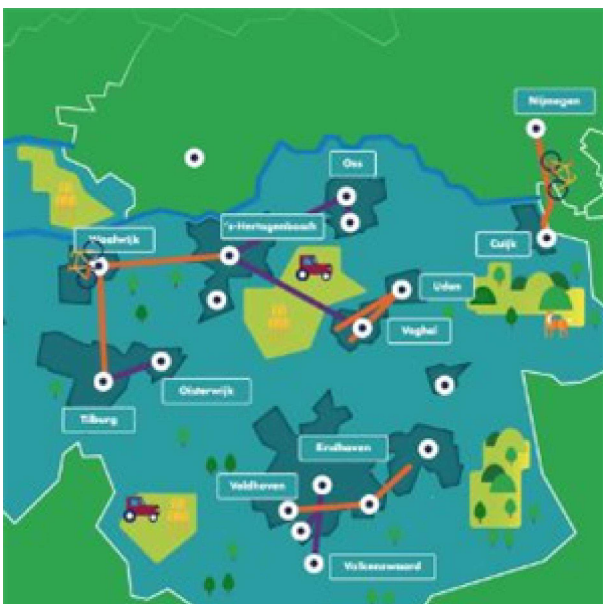 Nijmegen
Oss
's-Hertogenbosch
Waalwijk
Cuijk
Uden
Veghel
Oisterwijk
Tilburg
Eindhoven
Veldhoven
Valkenswaard